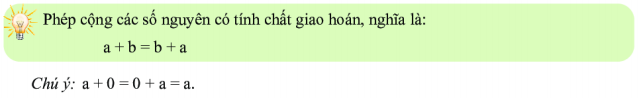 Phép cộng các số nguyên có tính chất giao hoán, nghĩa là:
a + b = b + a
Chú ý: a + 0 = 0 + a = a.